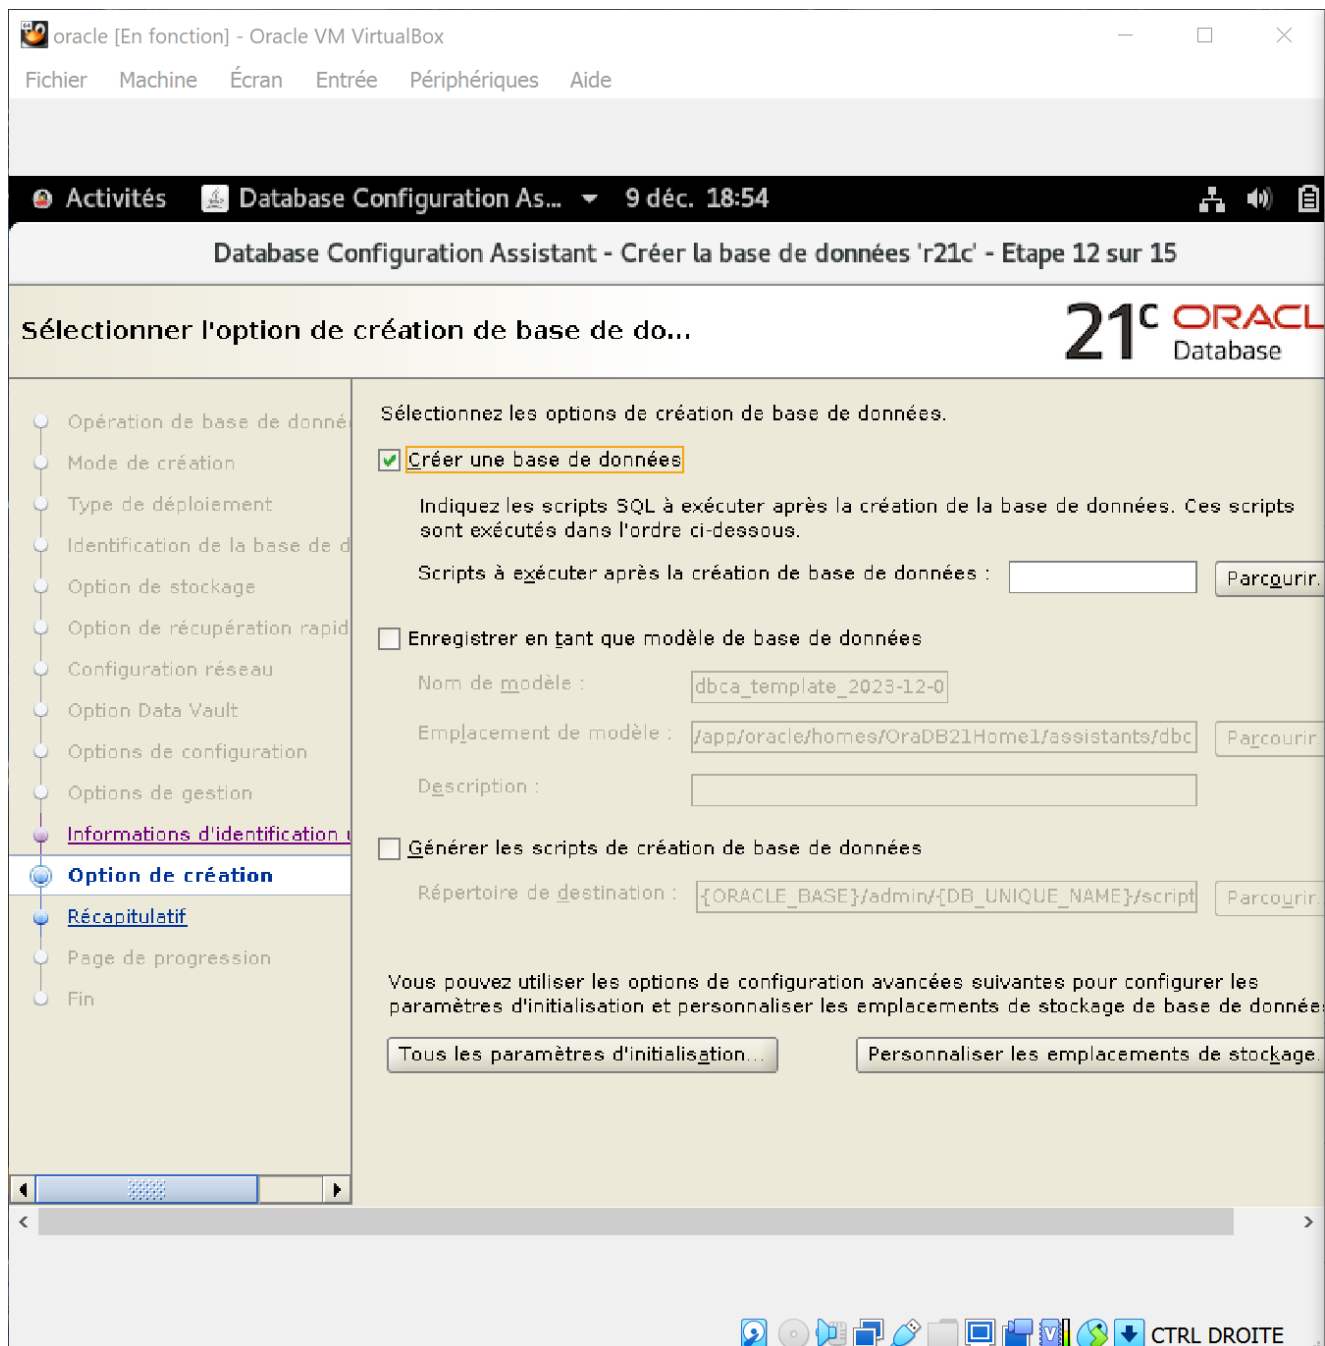 oracle [En fonction] - Oracle VM VirtualBox
Fichier Machine Écran Entrée Périphériques Aide
Activités Database Configuration As... 9 déc. 18:54
Database Configuration Assistant - Créer la base de données 'r21c' - Etape 12 sur 15
Sélectionner l'option de création de base de do...
21c ORACL
Database
Opération de base de donné
Mode de création
Type de déploiement
Identification de la base de d
Option de stockage
Option de récupération rapid
Configuration réseau
Option Data Vault
Options de configuration
Options de gestion
Informations d'identification u
Option de création
Récapitulatif
Page de progression
Fin
Sélectionnez les options de création de base de données.
Créer une base de données
Indiquez les scripts SQL à exécuter après la création de la base de données. Ces scripts
sont exécutés dans l'ordre ci-dessous.
Scripts à exécuter après la création de base de données : Parcourir.
Enregistrer en tant que modèle de base de données
Nom de modèle : dbca_template_2023-12-0
Emplacement de modèle : /app/oracle/homes/OraDB21Home1/assistants/dbc Parcourir.
Description :
Générer les scripts de création de base de données
Répertoire de destination : {ORACLE_BASE}/admin/{DB_UNIQUE_NAME}/script Parcourir.
Vous pouvez utiliser les options de configuration avancées suivantes pour configurer les
paramètres d'initialisation et personnaliser les emplacements de stockage de base de données
Tous les paramètres d'initialisation... Personnaliser les emplacements de stockage.
CTRL DROITE